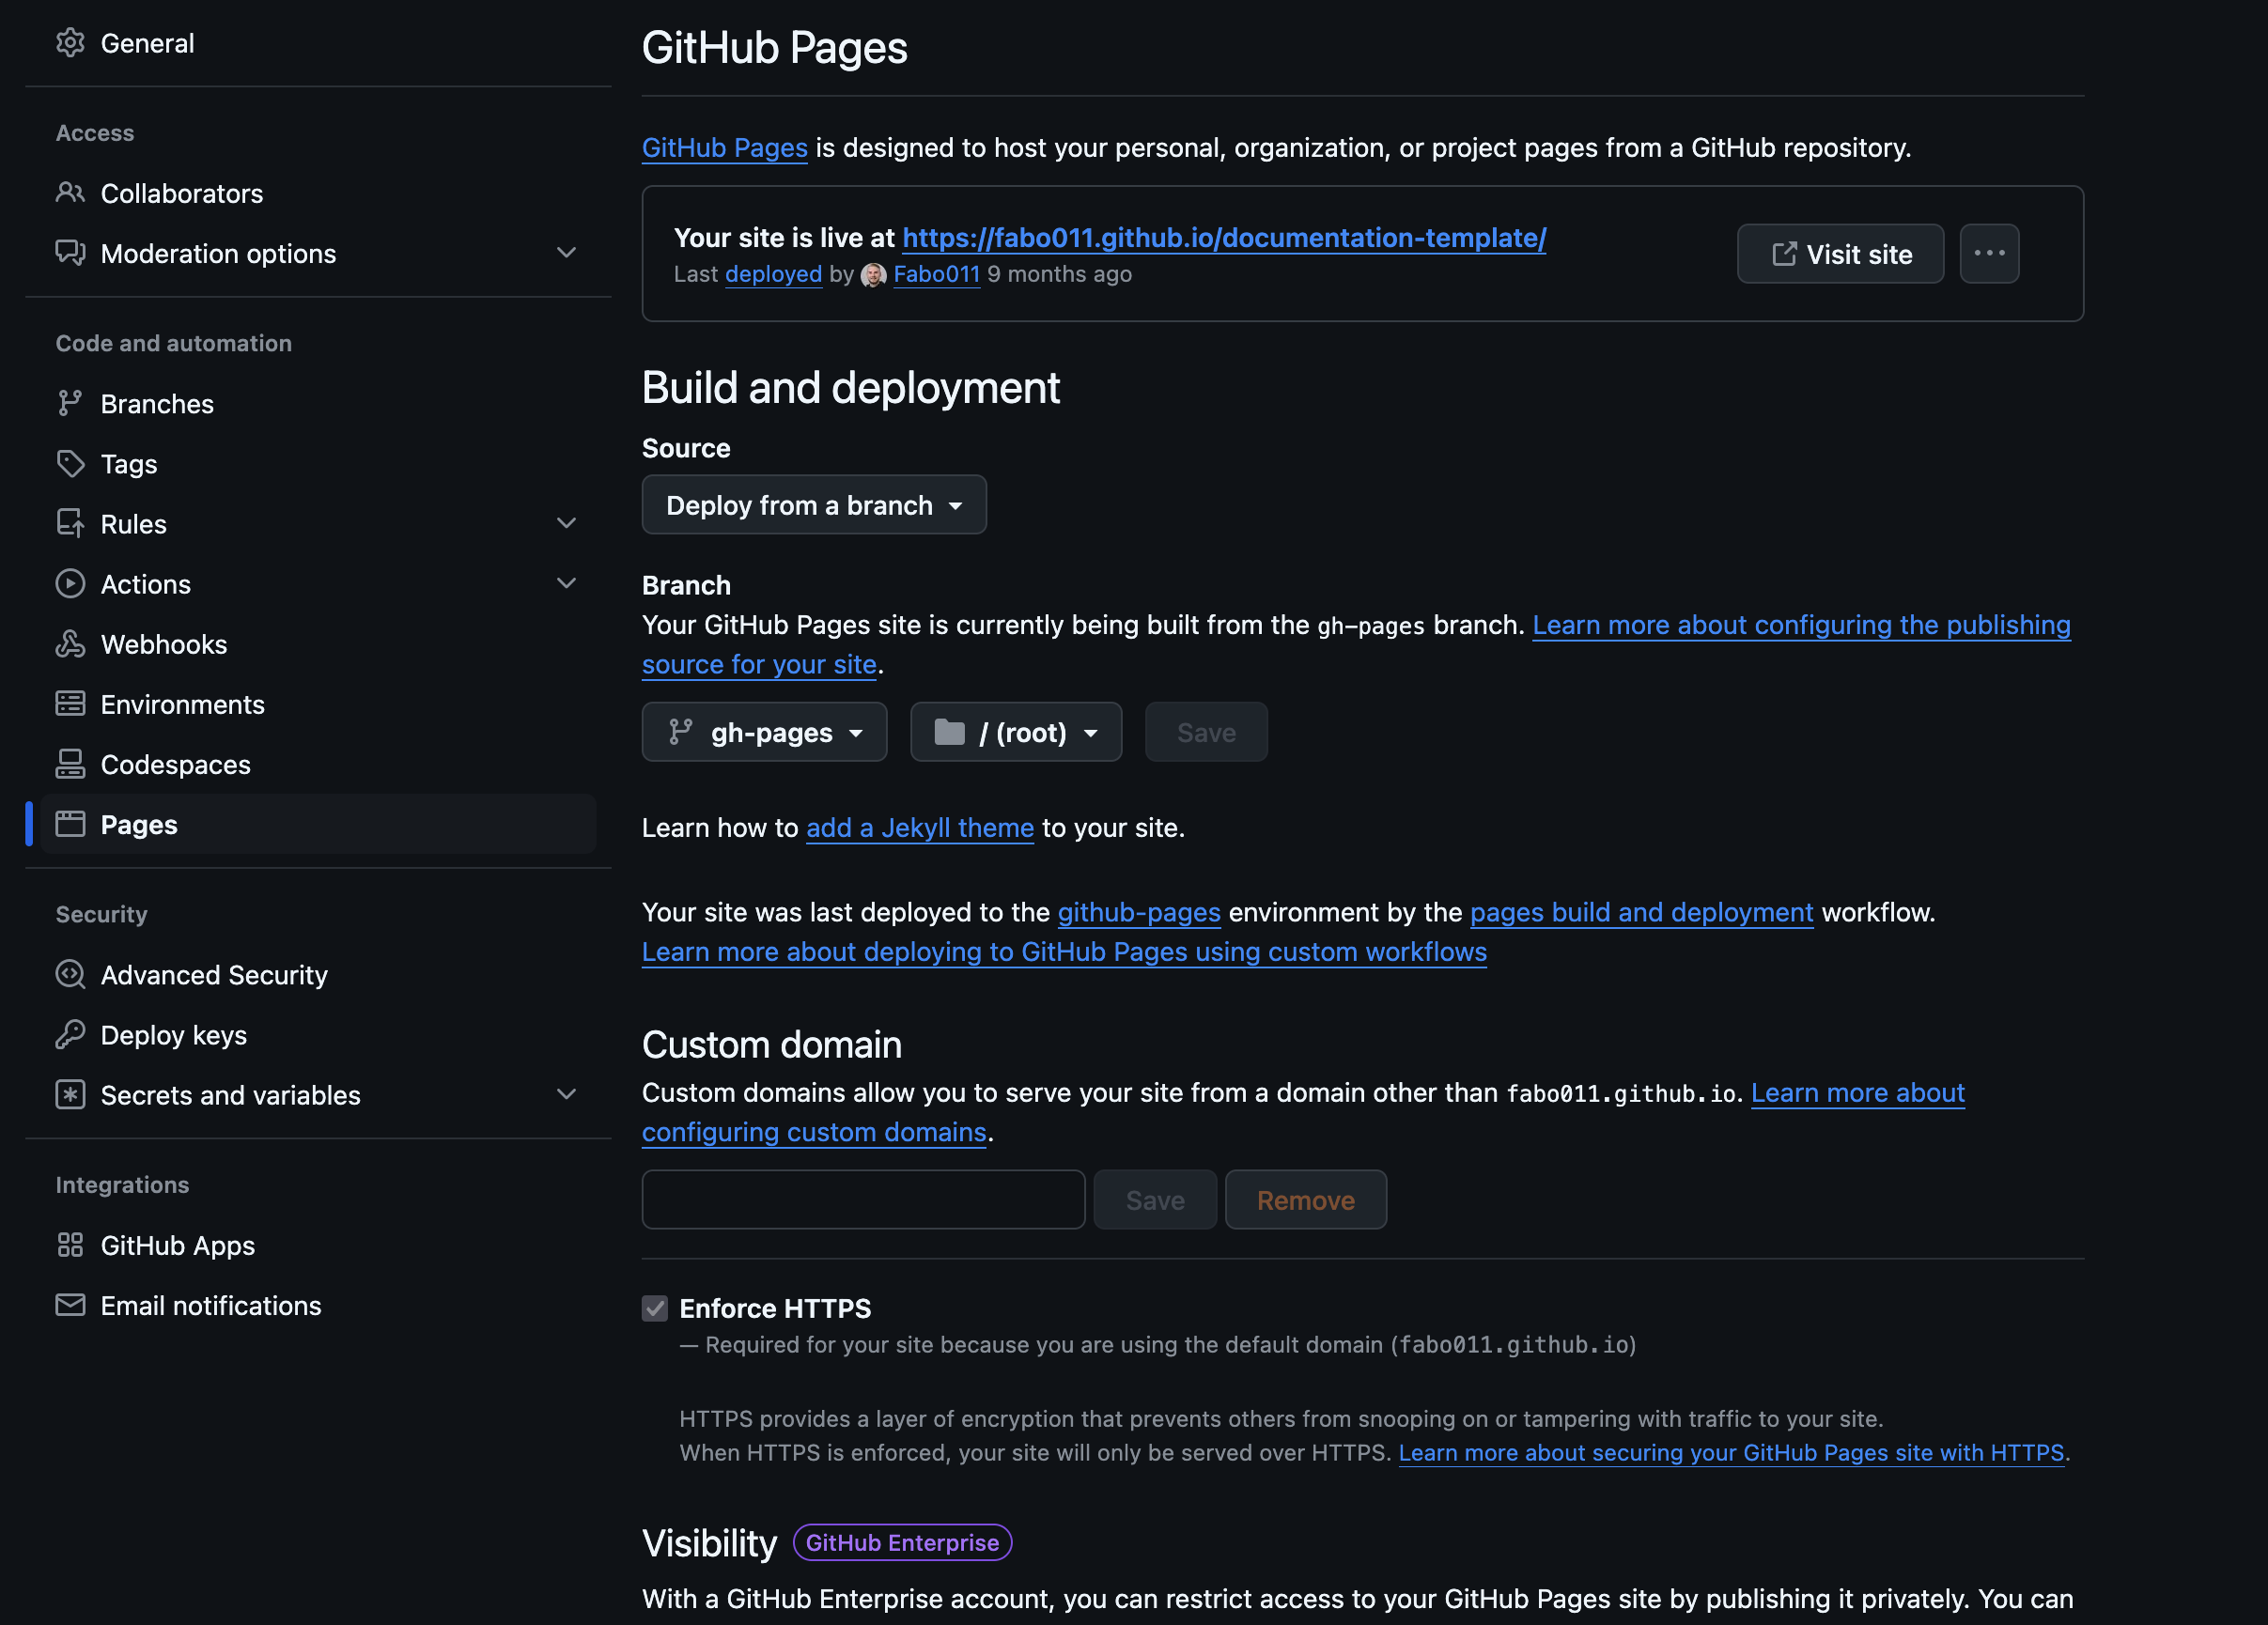 General
Access
Collaborators
Moderation options
Code and automation
Branches
Tags
Rules
Actions
Webhooks
Environments
Codespaces
Pages
Security
Advanced Security
Deploy keys
Secrets and variables
Integrations
GitHub Apps
Email notifications
GitHub Pages
GitHub Pages is designed to host your personal, organization, or project pages from a GitHub repository.
Your site is live at https://fabo011.github.io/documentation-template/
Last deployed by Fabo011 9 months ago
Visit site
Build and deployment
Source
Deploy from a branch
Branch
Your GitHub Pages site is currently being built from the gh-pages branch. Learn more about configuring the publishing
source for your site.
gh-pages
/ (root)
Save
Learn how to add a Jekyll theme to your site.
Your site was last deployed to the github-pages environment by the pages build and deployment workflow.
Learn more about deploying to GitHub Pages using custom workflows
Custom domain
Custom domains allow you to serve your site from a domain other than fabo011.github.io. Learn more about
configuring custom domains.
Save
Remove
Enforce HTTPS
— Required for your site because you are using the default domain (fabo011.github.io)
HTTPS provides a layer of encryption that prevents others from snooping on or tampering with traffic to your site.
When HTTPS is enforced, your site will only be served over HTTPS. Learn more about securing your GitHub Pages site with HTTPS.
Visibility GitHub Enterprise
With a GitHub Enterprise account, you can restrict access to your GitHub Pages site by publishing it privately. You can